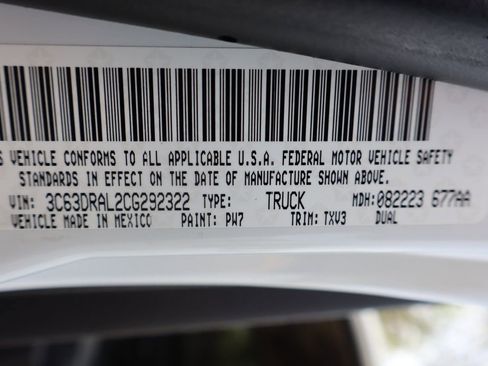 S VEHICLE CONFORMS TO ALL APPLICABLE U.S.A. FEDERAL MOTOR VEHICLE SAFETY
STANDARDS IN EFFECT ON THE DATE OF MANUFACTURE SHOWN ABOVE.
VIN: 3C63DRAL2CG292322 TYPE: TRUCK MDH: 082223 677AA
VEHICLE MADE IN MEXICO PAINT: PW7 TRIM: TXV3 DUAL